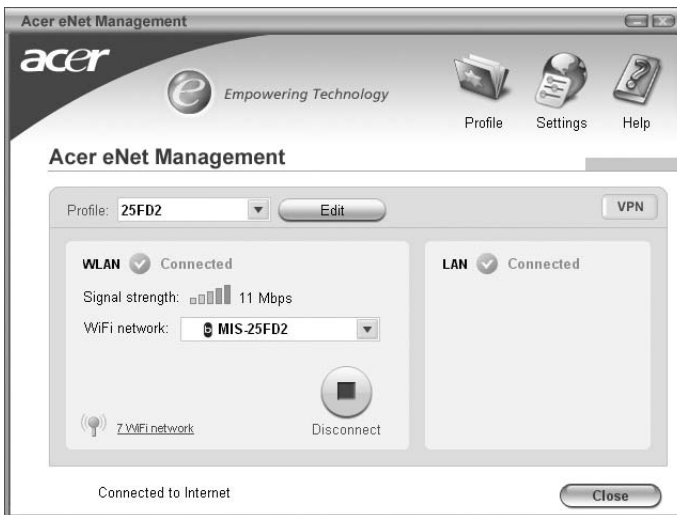 Acer eNet Management
acer
e Empowering Technology
Profile Settings Help
Acer eNet Management
Profile: 25FD2 Edit VPN
WLAN Connected
LAN Connected
Signal strength: 11 Mbps
WiFi network: MIS-25FD2
7 WiFi network
Disconnect
Connected to Internet
Close